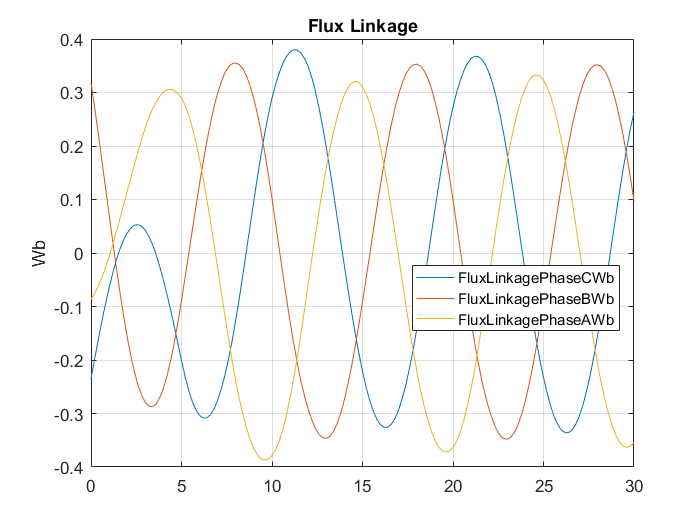 Flux Linkage
0.4
0.3
0.2
0.1
0
-0.1
-0.2
-0.3
-0.4
Wb
FluxLinkagePhaseCWb
FluxLinkagePhaseBWb
FluxLinkagePhaseAWb
0 5 10 15 20 25 30